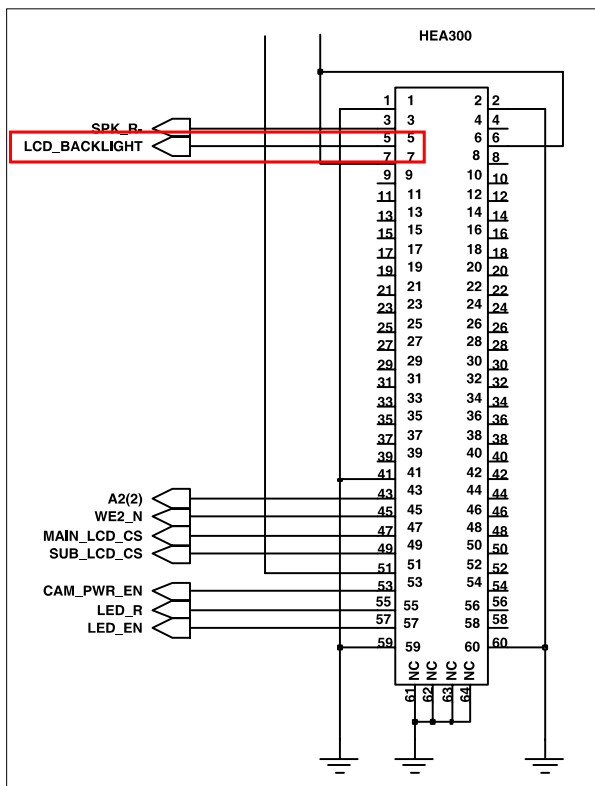 HEA300
1 1 2 2
SPK_R- 3 3 4 4
LCD_BACKLIGHT 5 5 6 6
7 7 8 8
9 9 10 10
11 11 12 12
13 13 14 14
15 15 16 16
17 17 18 18
19 19 20 20
21 21 22 22
23 23 24 24
25 25 26 26
27 27 28 28
29 29 30 30
31 31 32 32
33 33 34 34
35 35 36 36
37 37 38 38
39 39 40 40
41 41 42 42
A2(2) 43 43 44 44
WE2_N 45 45 46 46
MAIN_LCD_CS 47 47 48 48
SUB_LCD_CS 49 49 50 50
51 51 52 52
CAM_PWR_EN 53 53 54 54
LED_R 55 55 56 56
LED_EN 57 57 58 58
59 59 60 60
NC NC NC NC
61 62 63 64